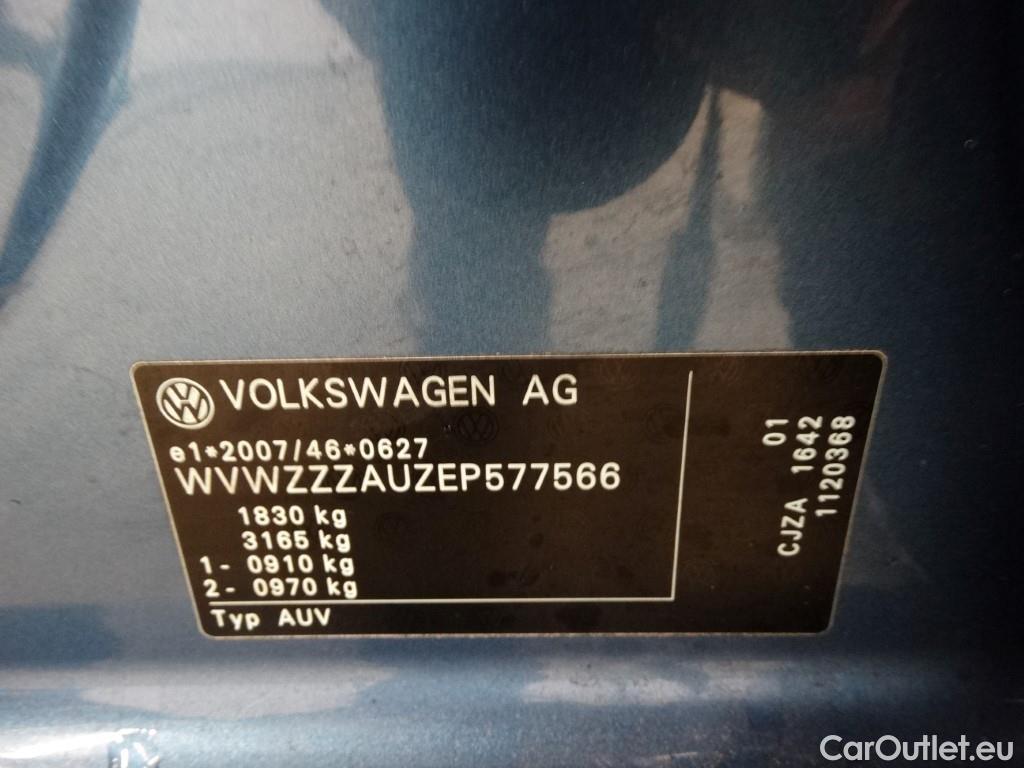 VOLKSWAGEN AG
e1*2007/46*0627
WVWZZZAUZEP577566
1830 kg
3165 kg
1- 0910 kg
2- 0970 kg
Typ AUV
01
CJZA 1642
1120368
CarOutlet.eu